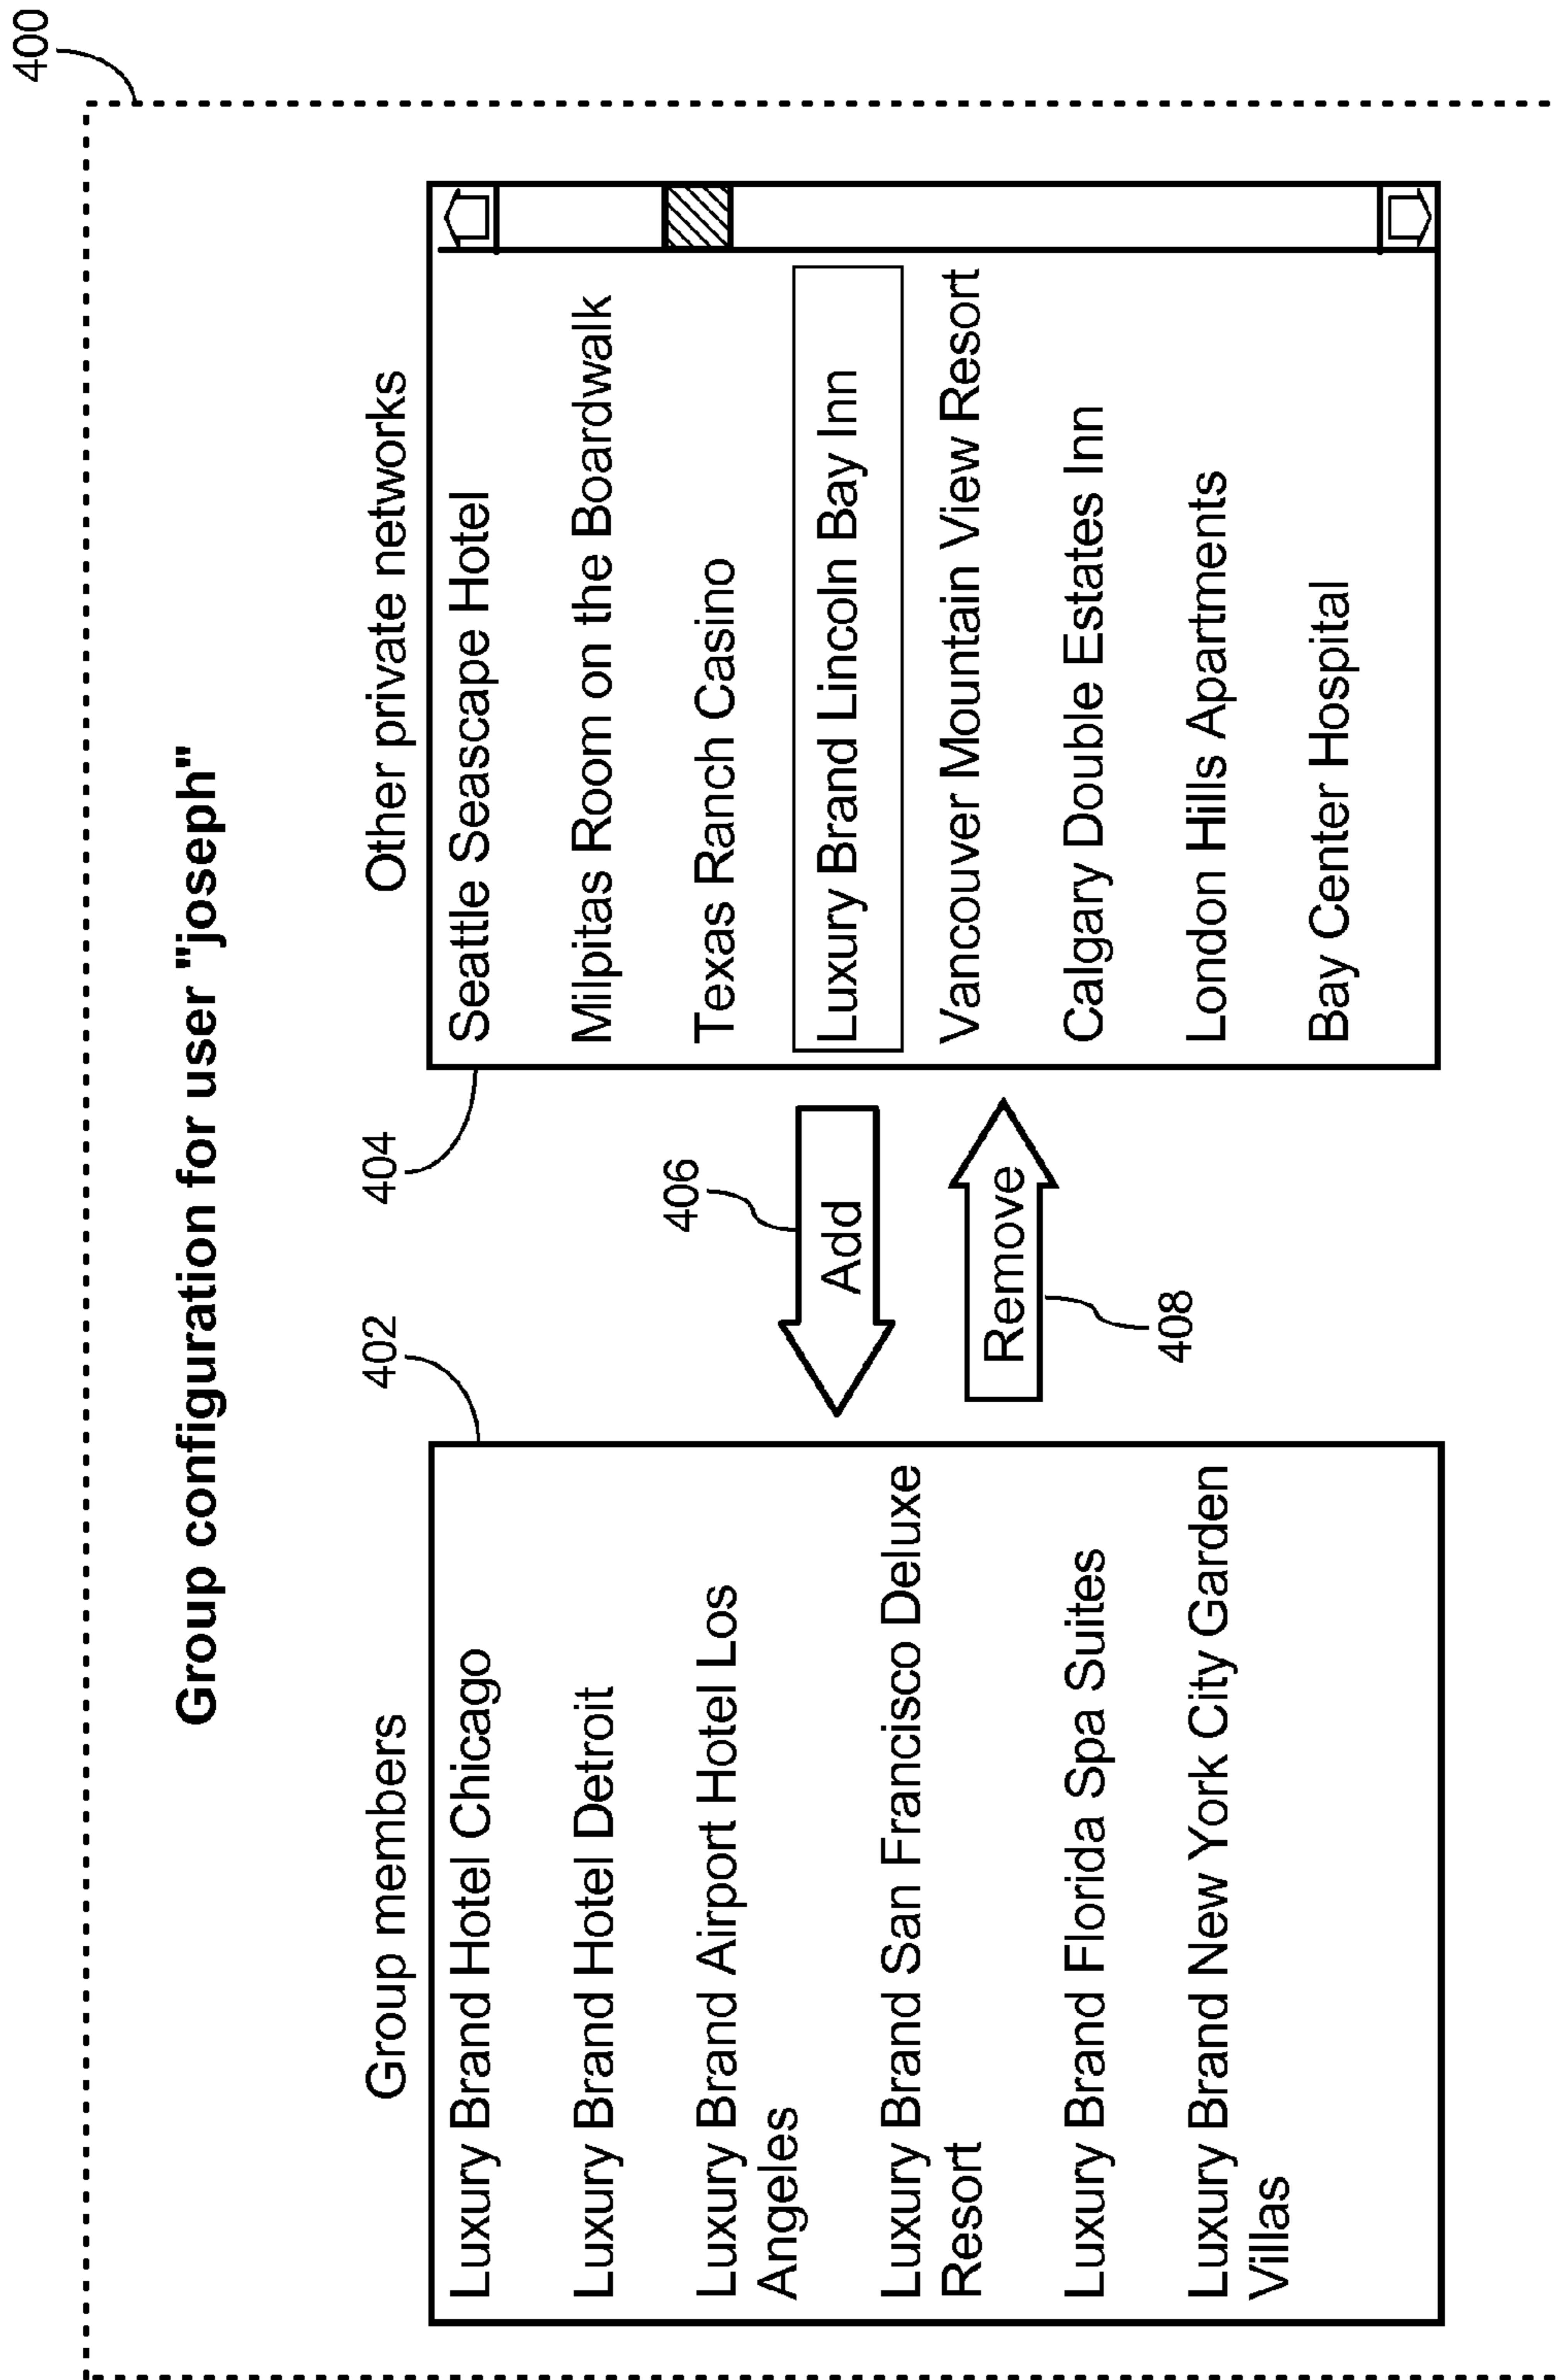 400
Group configuration for user "joseph"
Group members
402
Luxury Brand Hotel Chicago
Luxury Brand Hotel Detroit
Luxury Brand Airport Hotel Los
Angeles
Luxury Brand San Francisco Deluxe
Resort
Luxury Brand Florida Spa Suites
Luxury Brand New York City Garden
Villas
406
Add
Remove
408
Other private networks
404
Seattle Seascape Hotel
Milpitas Room on the Boardwalk
Texas Ranch Casino
Luxury Brand Lincoln Bay Inn
Vancouver Mountain View Resort
Calgary Double Estates Inn
London Hills Apartments
Bay Center Hospital